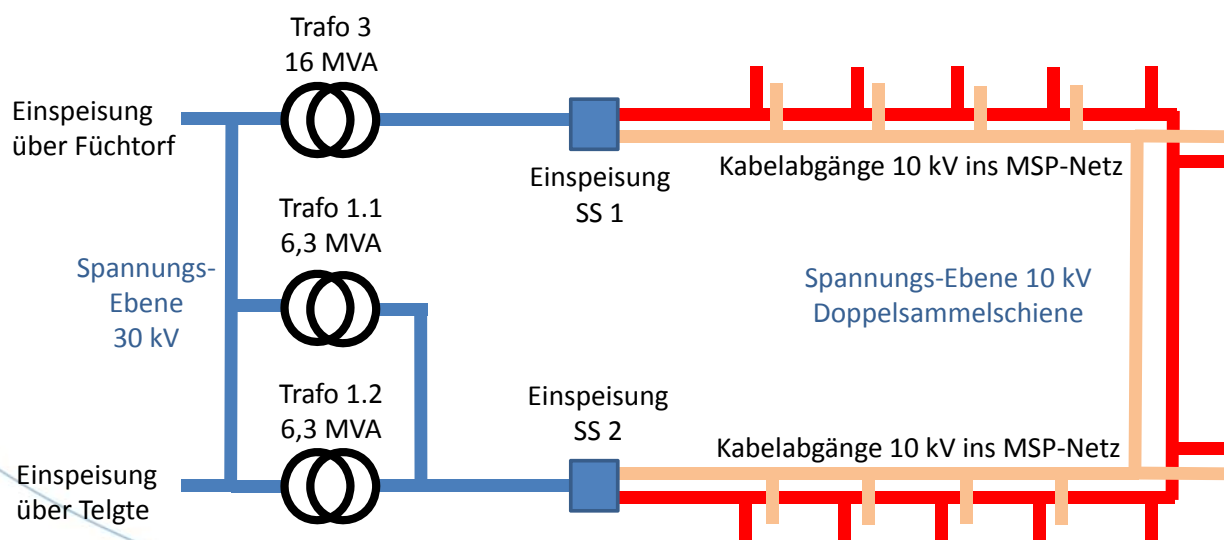 Trafo 3
16 MVA
Einspeisung
über Füchtorf
Einspeisung
SS 1
Kabelabgänge 10 kV ins MSP-Netz
Trafo 1.1
6,3 MVA
Spannungs-
Ebene
30 kV
Spannungs-Ebene 10 kV
Doppelsammelschiene
Trafo 1.2
6,3 MVA
Einspeisung
SS 2
Kabelabgänge 10 kV ins MSP-Netz
Einspeisung
über Telgte